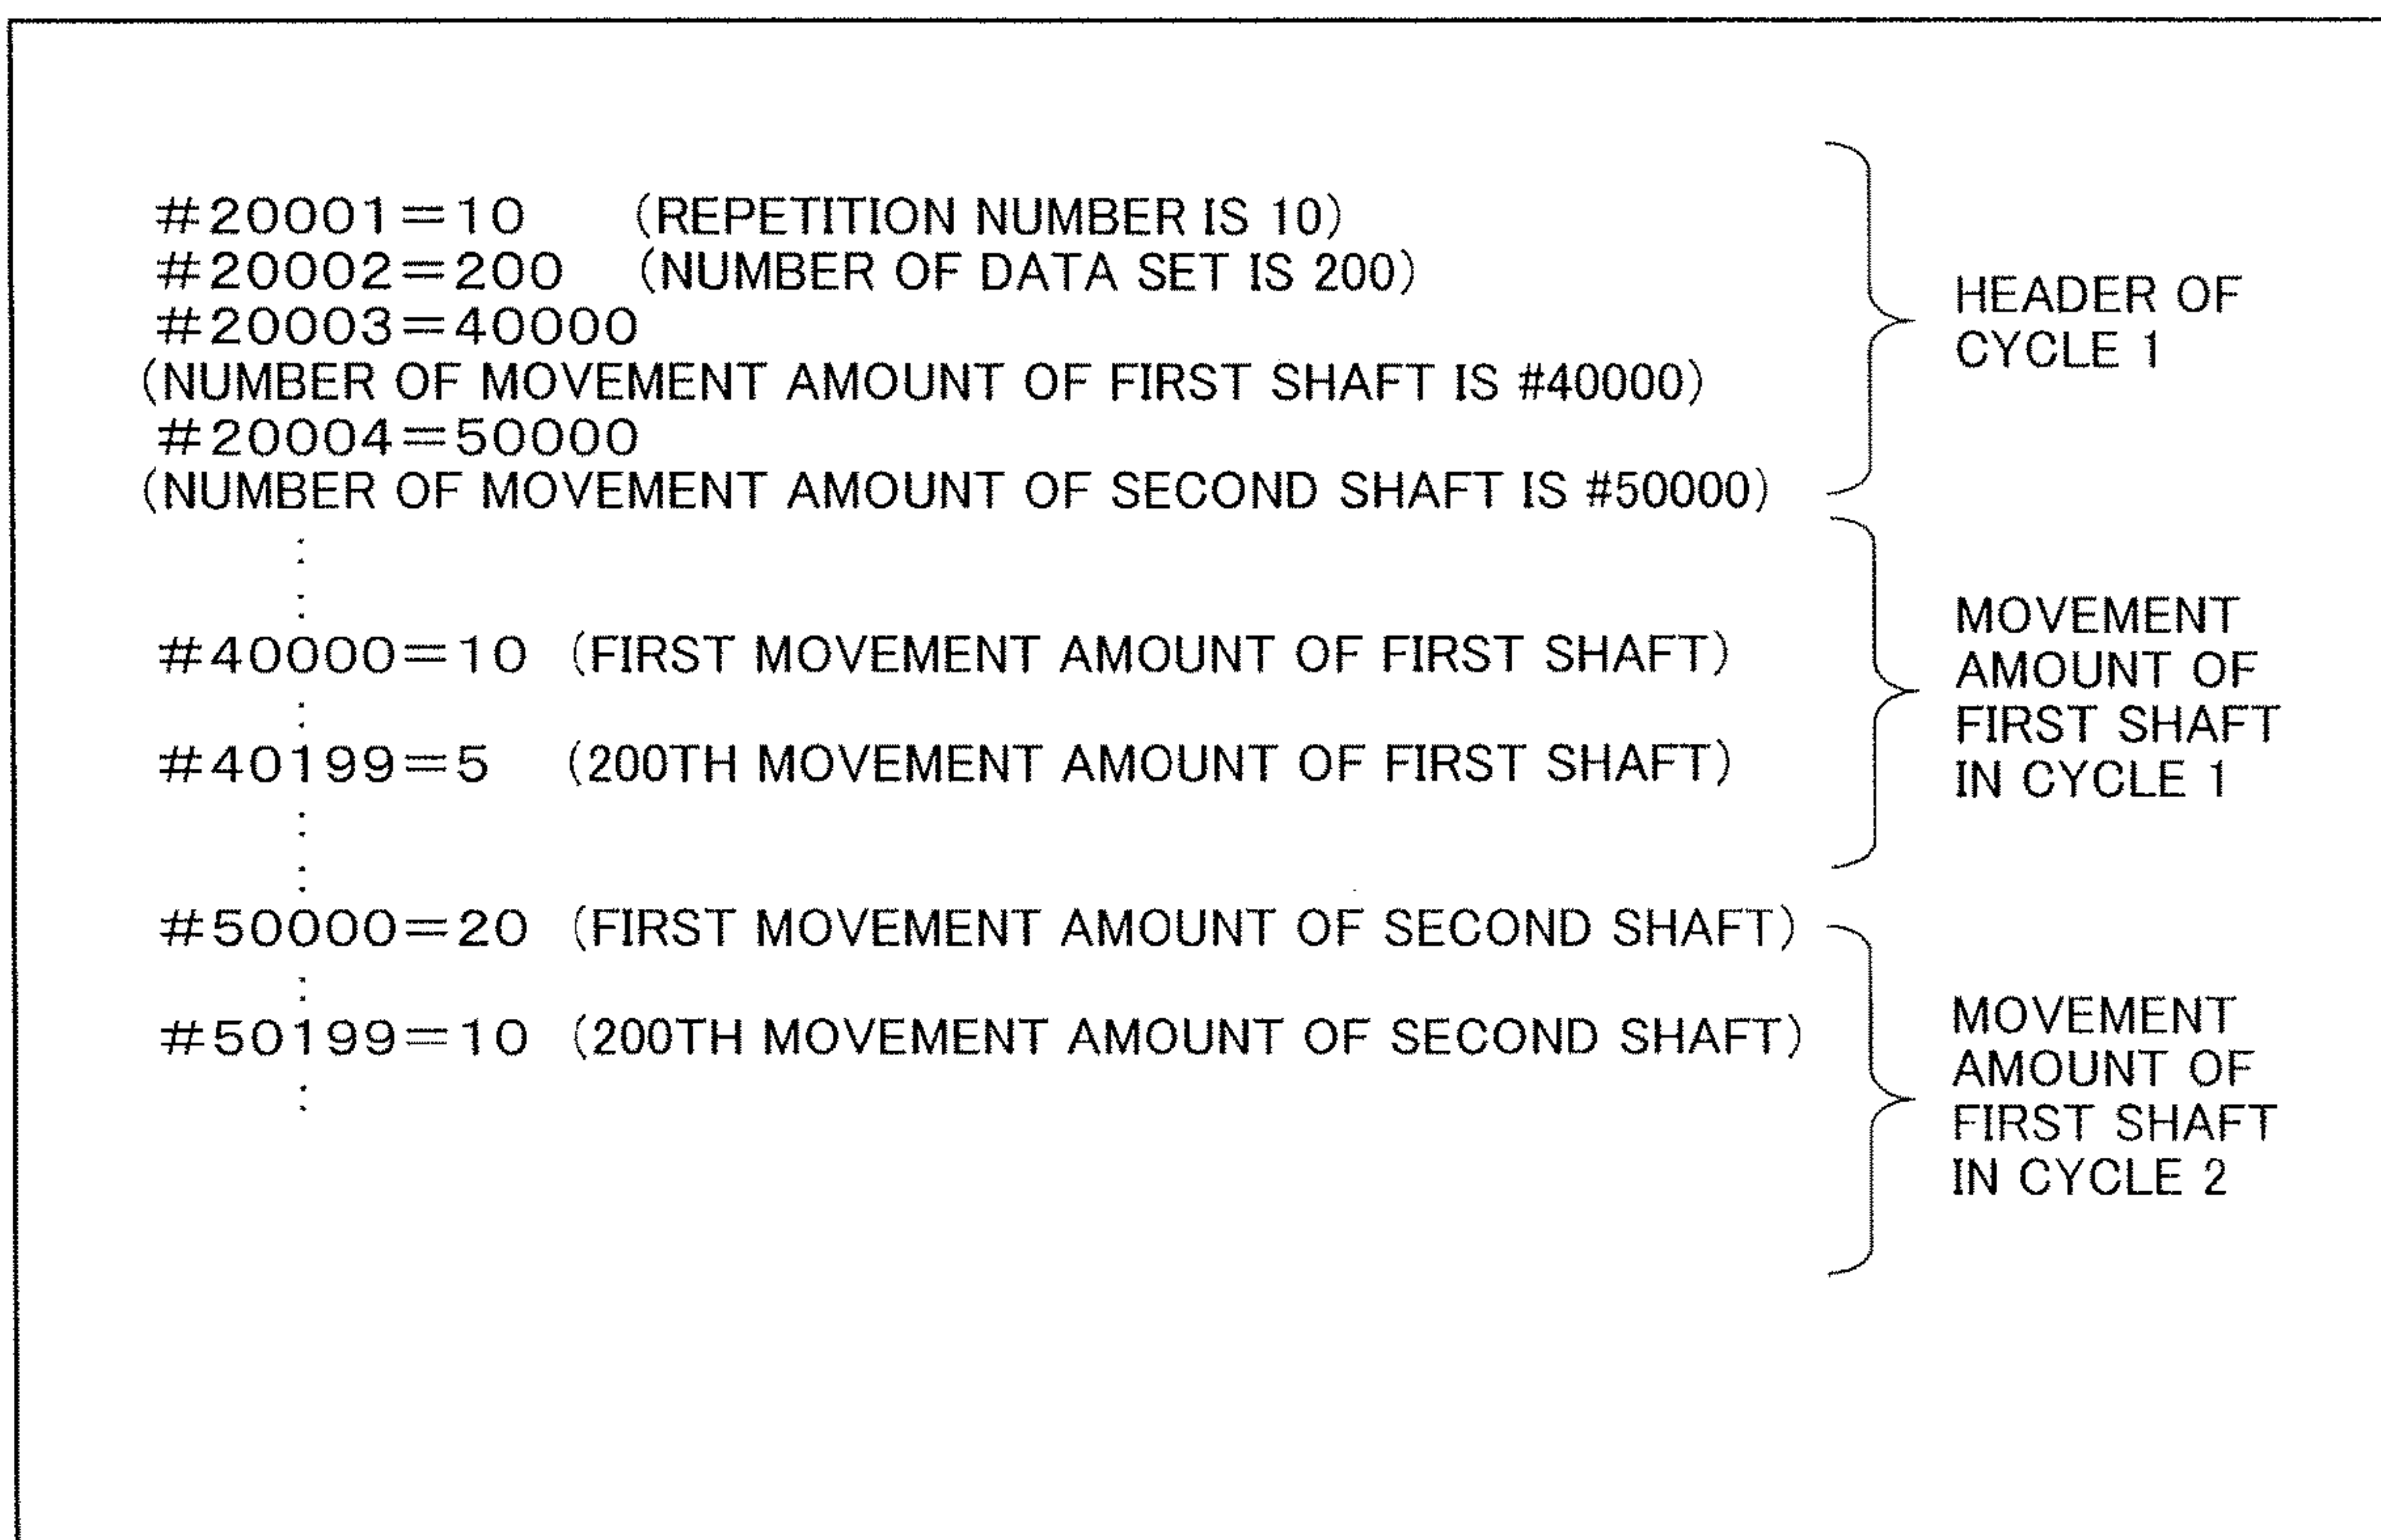 #20001=10 (REPETITION NUMBER IS 10)
#20002=200 (NUMBER OF DATA SET IS 200)
#20003=40000
(NUMBER OF MOVEMENT AMOUNT OF FIRST SHAFT IS #40000)
#20004=50000
(NUMBER OF MOVEMENT AMOUNT OF SECOND SHAFT IS #50000)
HEADER OF
CYCLE 1
#40000=10 (FIRST MOVEMENT AMOUNT OF FIRST SHAFT)
#40199=5 (200TH MOVEMENT AMOUNT OF FIRST SHAFT)
MOVEMENT
AMOUNT OF
FIRST SHAFT
IN CYCLE 1
#50000=20 (FIRST MOVEMENT AMOUNT OF SECOND SHAFT)
#50199=10 (200TH MOVEMENT AMOUNT OF SECOND SHAFT)
MOVEMENT
AMOUNT OF
FIRST SHAFT
IN CYCLE 2